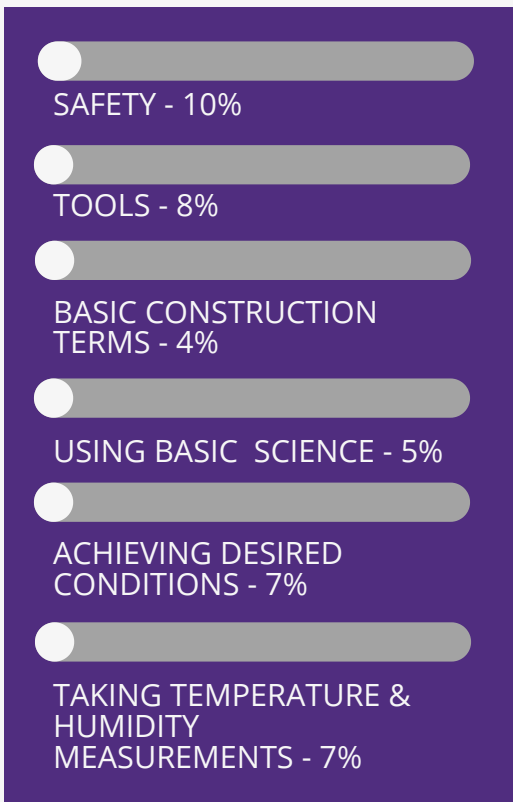 SAFETY - 10%
TOOLS - 8%
BASIC CONSTRUCTION
TERMS - 4%
USING BASIC  SCIENCE - 5%
ACHIEVING DESIRED
CONDITIONS - 7%
TAKING TEMPERATURE &
HUMIDITY
MEASUREMENTS - 7%